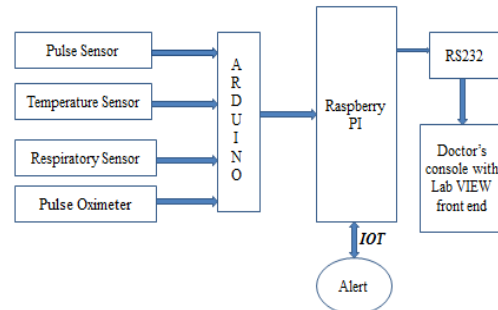 Pulse Sensor
Temperature Sensor
Respiratory Sensor
Pulse Oximeter
A
R
D
U
I
N
O
Raspberry
PI
RS232
Doctor's
console with
Lab VIEW
front end
IOT
Alert